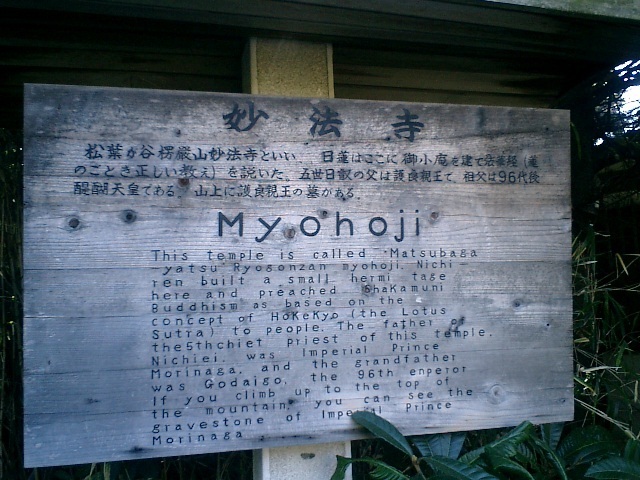 妙法寺
松葉が谷楞厳山妙法寺といい、日蓮はここに御小庵を建て法華経(蓮
のごとき正しい教え)を説いた。五世日叡の父は護良親王で、祖父は96代後
醍醐天皇である。山上に護良親王の墓がある。
Myohoji
This temple is called Matsubaga
-yatsu Ryogonzan myohoji. Nichi-
ren built a small hermi tage
here and preached Shakamuni
Buddhism as based on the
concept of HoKeKyo (the Lotus
Sutra) to people. The father of
the5thchiet Priest of this temple.
Nichiei. was Imperial Prince
Morinaga. and the grandfather
was Godaigo, the 96th enperor
If you climb up to the top of
the mountain, you can see the
gravestone of Imperial Prince
Morinaga